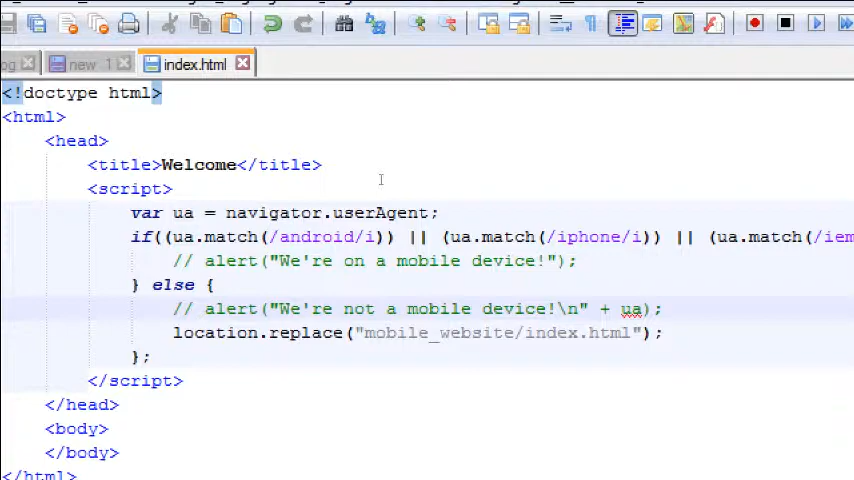 og
new 1
index.html
<!doctype html>
<html>
<head>
<title>Welcome</title>
<script>
var ua = navigator.userAgent;
if((ua.match(/android/i)) || (ua.match(/iphone/i)) || (ua.match(/iem
// alert("We're on a mobile device!");
} else {
// alert("We're not a mobile device!\n" + ua);
location.replace("mobile_website/index.html");
};
</script>
</head>
<body>
</body>
</html>